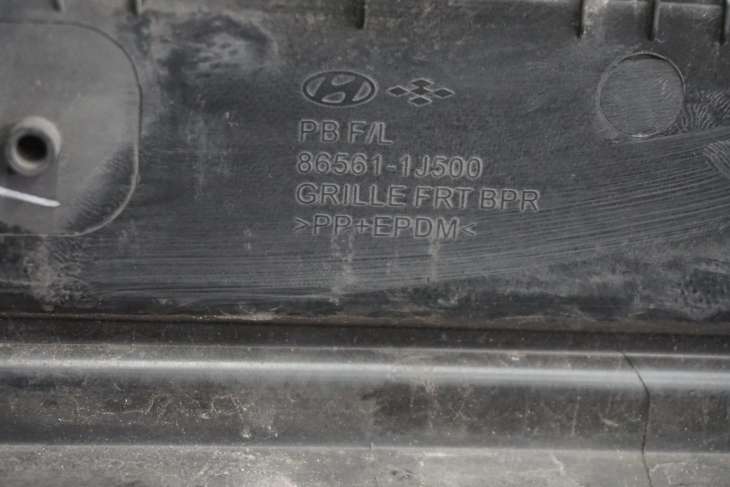 PB F/L
86561-1J500
GRILLE FRT BPR
>PP+EPDM<